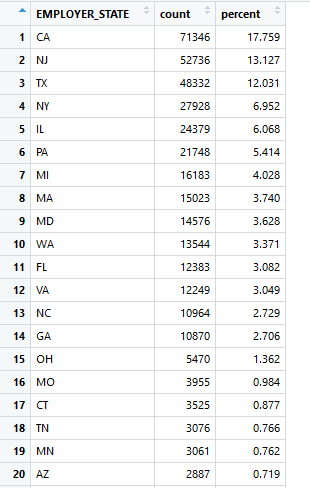 EMPLOYER_STATE count percent
1 CA 71346 17.759
2 NJ 52736 13.127
3 TX 48332 12.031
4 NY 27928 6.952
5 IL 24379 6.068
6 PA 21748 5.414
7 MI 16183 4.028
8 MA 15023 3.740
9 MD 14576 3.628
10 WA 13544 3.371
11 FL 12383 3.082
12 VA 12249 3.049
13 NC 10964 2.729
14 GA 10870 2.706
15 OH 5470 1.362
16 MO 3955 0.984
17 CT 3525 0.877
18 TN 3076 0.766
19 MN 3061 0.762
20 AZ 2887 0.719